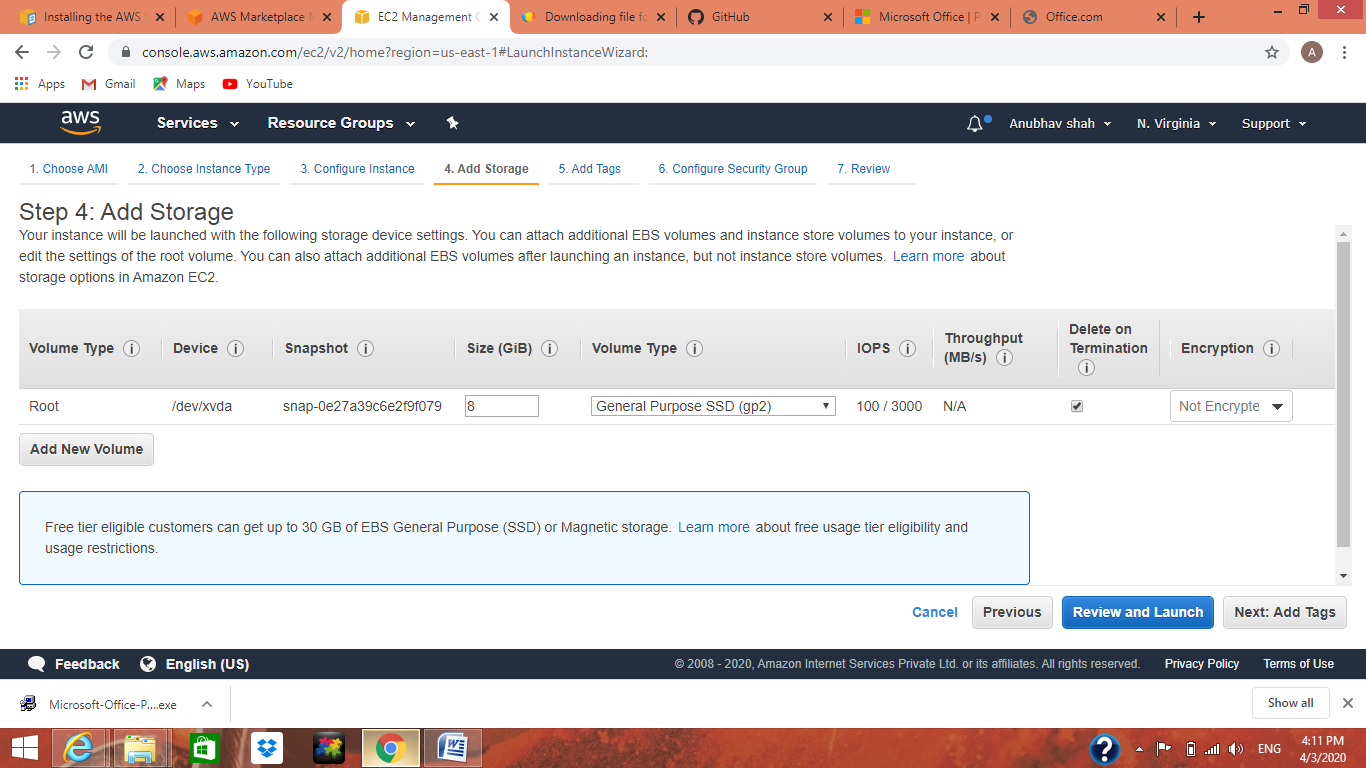 Installing the AWS
AWS Marketplace
EC2 Management C
Downloading file fo
GitHub
Microsoft Office | P
Office.com
console.aws.amazon.com/ec2/v2/home?region=us-east-1#LaunchInstanceWizard:
A
Apps
Gmail
Maps
YouTube
aws
Services
Resource Groups
Anubhav shah
N. Virginia
Support
1. Choose AMI
2. Choose Instance Type
3. Configure Instance
4. Add Storage
5. Add Tags
6. Configure Security Group
7. Review
Step 4: Add Storage
Your instance will be launched with the following storage device settings. You can attach additional EBS volumes and instance store volumes to your instance, or
edit the settings of the root volume. You can also attach additional EBS volumes after launching an instance, but not instance store volumes. Learn more about
storage options in Amazon EC2.
Volume Type
Device
Snapshot
Size (GiB)
Volume Type
IOPS
Throughput
(MB/s)
Delete on
Termination
Encryption
Root
/dev/xvda
snap-0e27a39c6e2f9f079
8
General Purpose SSD (gp2)
100 / 3000
N/A
Not Encrypte
Add New Volume
Free tier eligible customers can get up to 30 GB of EBS General Purpose (SSD) or Magnetic storage. Learn more about free usage tier eligibility and
usage restrictions.
Cancel
Previous
Review and Launch
Next: Add Tags
Feedback
English (US)
© 2008 - 2020, Amazon Internet Services Private Ltd. or its affiliates. All rights reserved.
Privacy Policy
Terms of Use
Microsoft-Office-P....exe
Show all
ENG
4:11 PM
4/3/2020